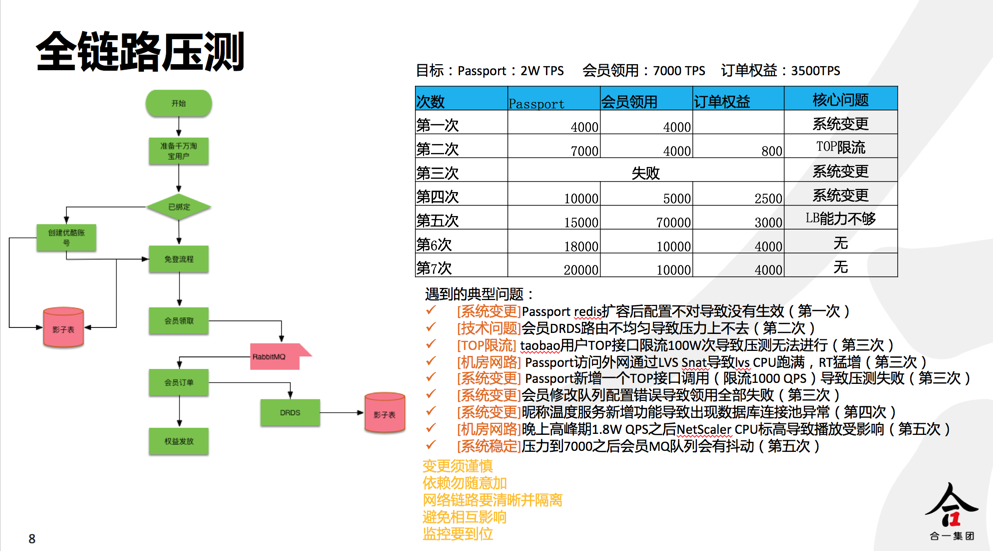 全链路压测
开始
准备千万淘
宝用户
已绑定
创建优酷账
号
免登流程
影子表
会员领取
RabbitMQ
会员订单
DRDS
影子表
权益发放
目标：Passport：2W TPS 会员领用：7000 TPS 订单权益：3500TPS
次数 Passport 会员领用 订单权益 核心问题
第一次 4000 4000 系统变更
第二次 7000 4000 800 TOP限流
第三次 失败 系统变更
第四次 10000 5000 2500 系统变更
第五次 15000 70000 3000 LB能力不够
第6次 18000 10000 4000 无
第7次 20000 10000 4000 无
遇到的典型问题：
✓ [系统变更]Passport redis扩容后配置不对导致没有生效（第一次）
✓ [技术问题]会员DRDS路由不均匀导致压力上不去（第二次）
✓ [TOP限流] taobao用户TOP接口限流100W次导致压测无法进行（第三次）
✓ [机房网路] Passport访问外网通过LVS Snat导致lvs CPU跑满，RT猛增（第三次）
✓ [系统变更] Passport新增一个TOP接口调用（限流1000 QPS）导致压测失败（第三次）
✓ [系统变更]会员修改队列配置错误导致领用全部失败（第三次）
✓ [系统变更]昵称温度服务新增功能导致出现数据库连接池异常（第四次）
✓ [机房网路]晚上高峰期1.8W QPS之后NetScaler CPU标高导致播放受影响（第五次）
✓ [系统稳定]压力到7000之后会员MQ队列会有抖动（第五次）
变更须谨慎
依赖勿随意加
网络链路要清晰并隔离
避免相互影响
监控要到位
8
合一集团